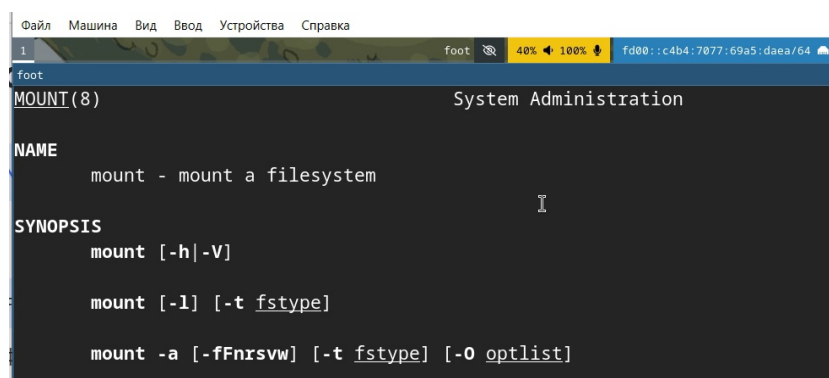 Файл Машина Вид Ввод Устройства Справка
1 foot 40% 100% fd00::c4b4:7077:69a5:daea/64
foot
MOUNT(8) System Administration
NAME
mount - mount a filesystem
SYNOPSIS
mount [-h|-V]
mount [-l] [-t fstype]
mount -a [-fFnrsvw] [-t fstype] [-O optlist]